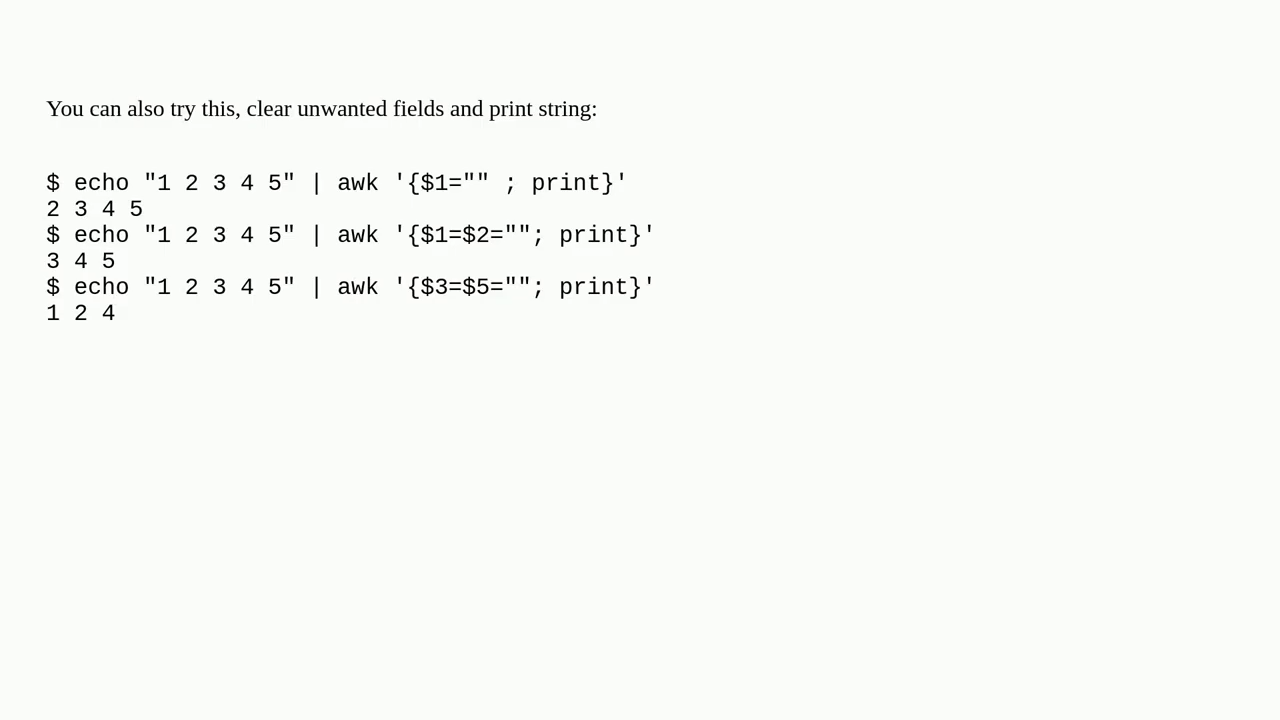 You can also try this, clear unwanted fields and print string:
$ echo "1 2 3 4 5" | awk '{$1="" ; print}'
2 3 4 5
$ echo "1 2 3 4 5" | awk '{$1=$2=""; print}'
3 4 5
$ echo "1 2 3 4 5" | awk '{$3=$5=""; print}'
1 2 4